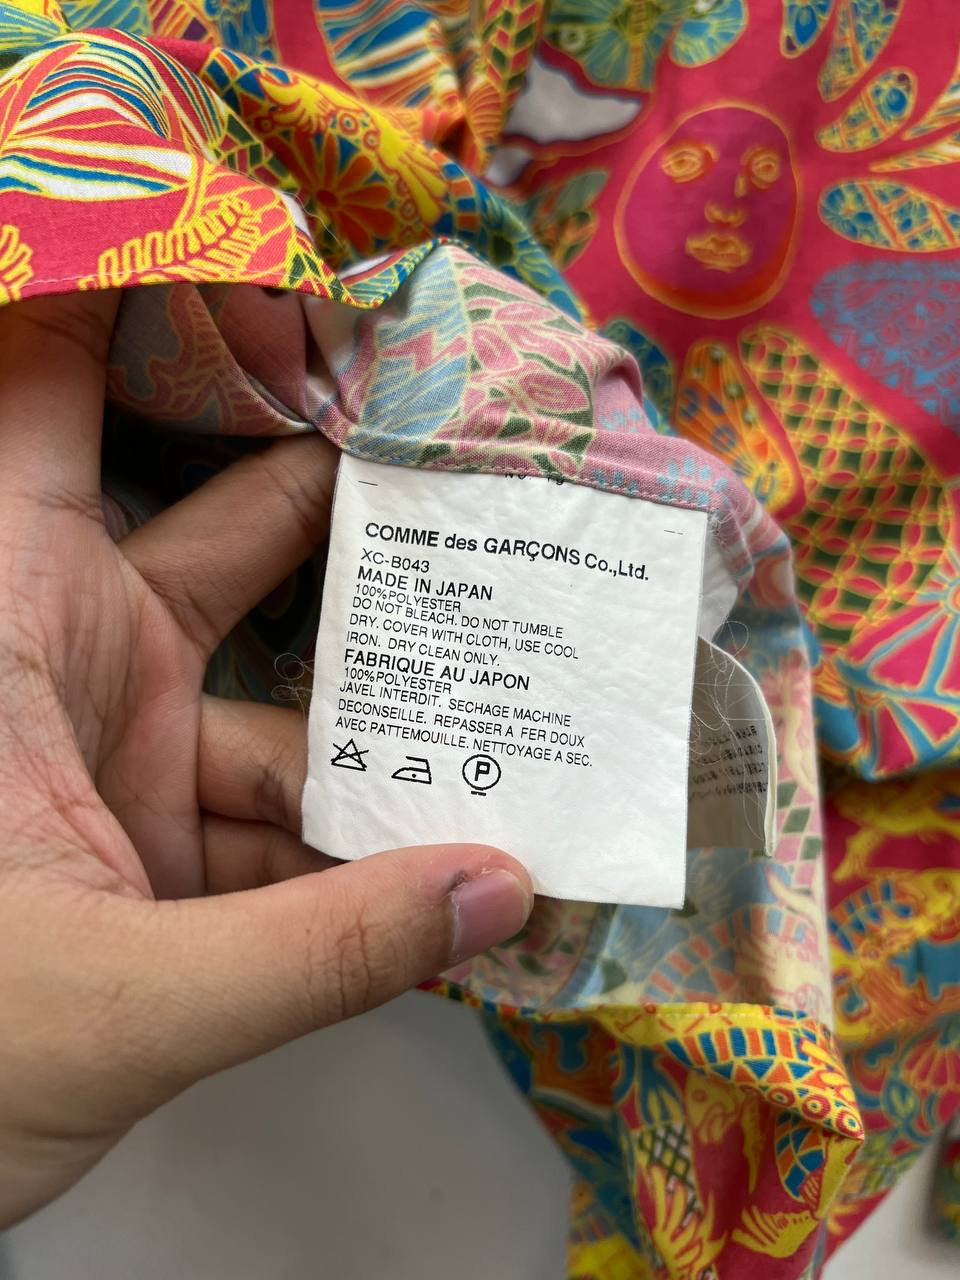 COMME des GARÇONS Co.,Ltd.
XC-B043
MADE IN JAPAN
100%POLYESTER
DO NOT BLEACH. DO NOT TUMBLE
DRY. COVER WITH CLOTH, USE COOL
IRON. DRY CLEAN ONLY.
FABRIQUE AU JAPON
100%POLYESTER
JAVEL INTERDIT. SECHAGE MACHINE
DECONSEILLE. REPASSER A FER DOUX
AVEC PATTEMOUILLE. NETTOYAGE A SEC.
P